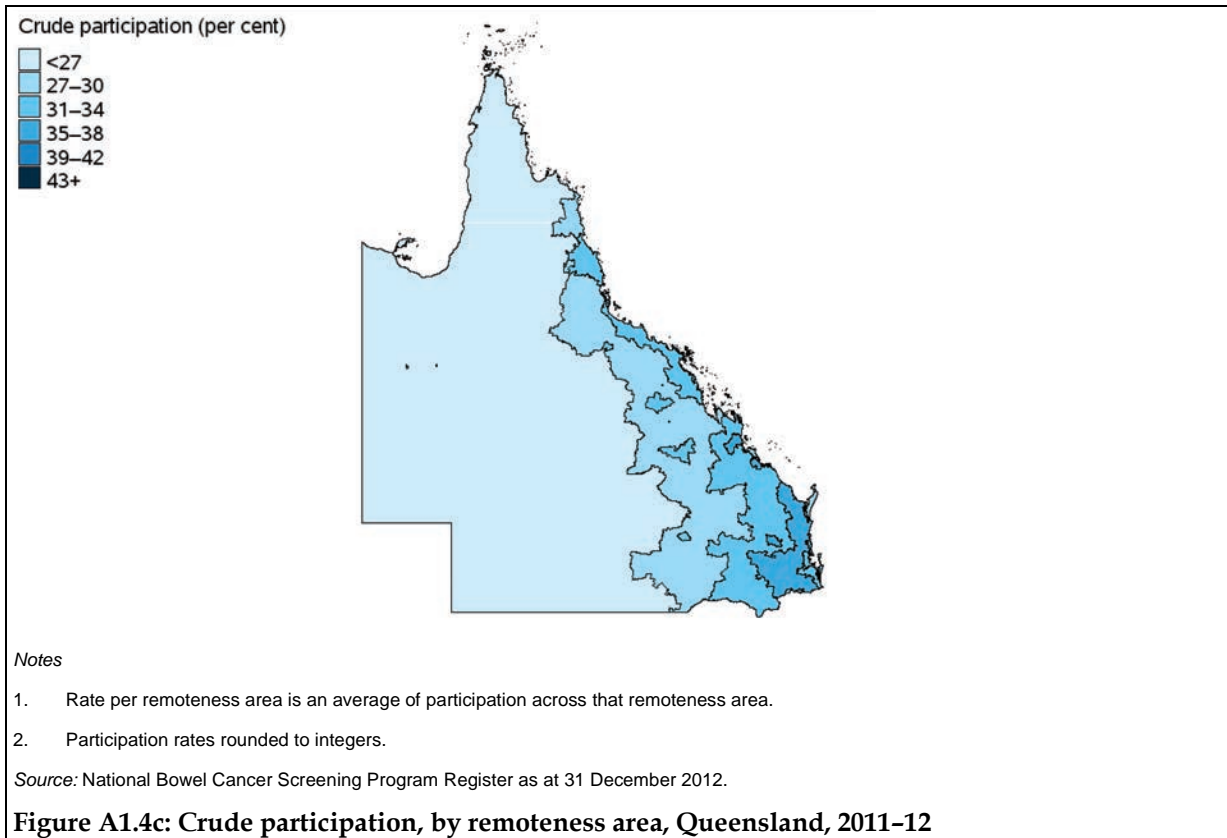 Crude participation (per cent)
<27
27–30
31–34
35–38
39–42
43+
Notes
1. Rate per remoteness area is an average of participation across that remoteness area.
2. Participation rates rounded to integers.
Source: National Bowel Cancer Screening Program Register as at 31 December 2012.
Figure A1.4c: Crude participation, by remoteness area, Queensland, 2011–12